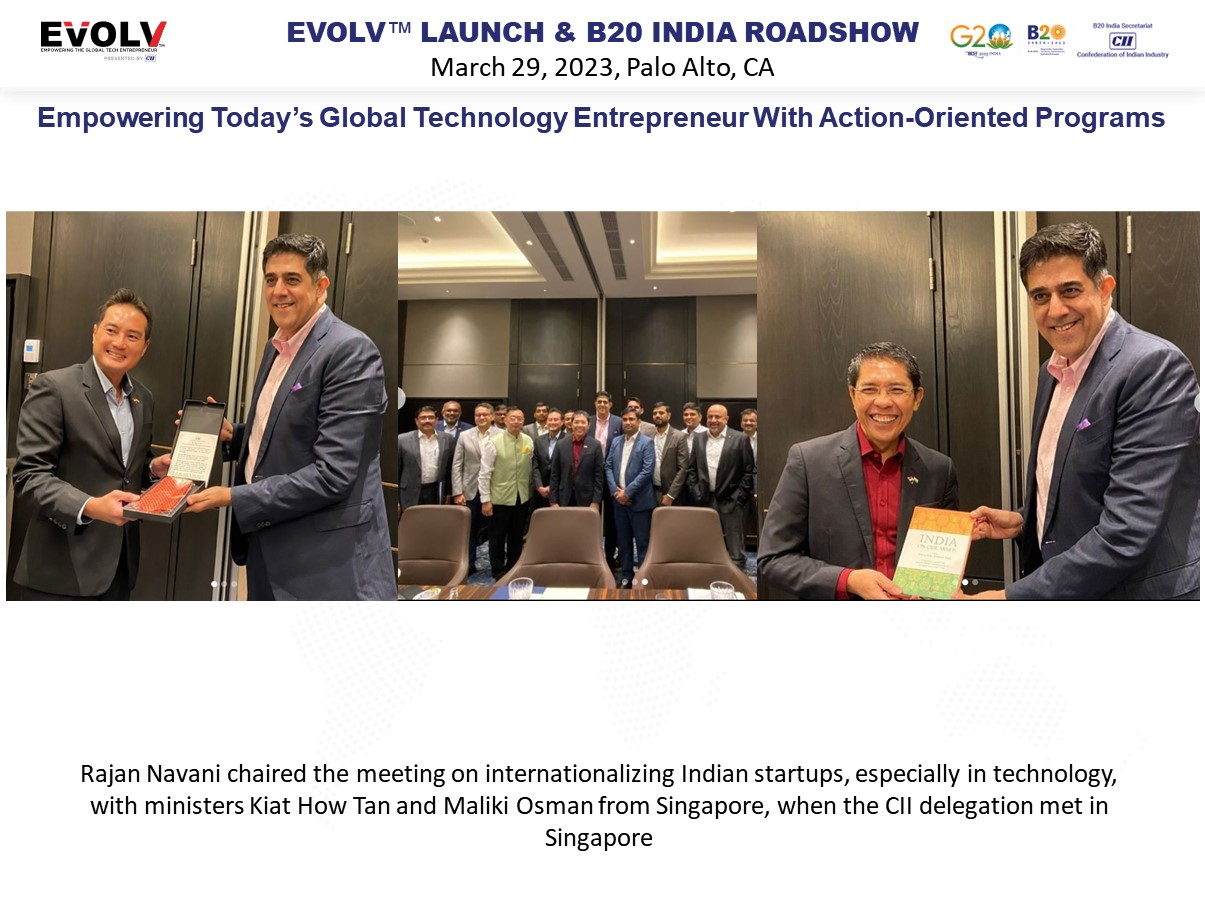 EVOLV™
EMPOWERING THE GLOBAL TECH ENTREPRENEUR
PRESENTED BY CII
EVOLV™ LAUNCH & B20 INDIA ROADSHOW
March 29, 2023, Palo Alto, CA
G20
B20
B20 India Secretariat
CII
Confederation of Indian Industry
Empowering Today’s Global Technology Entrepreneur With Action-Oriented Programs
INDIA
Rajan Navani chaired the meeting on internationalizing Indian startups, especially in technology,
with ministers Kiat How Tan and Maliki Osman from Singapore, when the CII delegation met in
Singapore